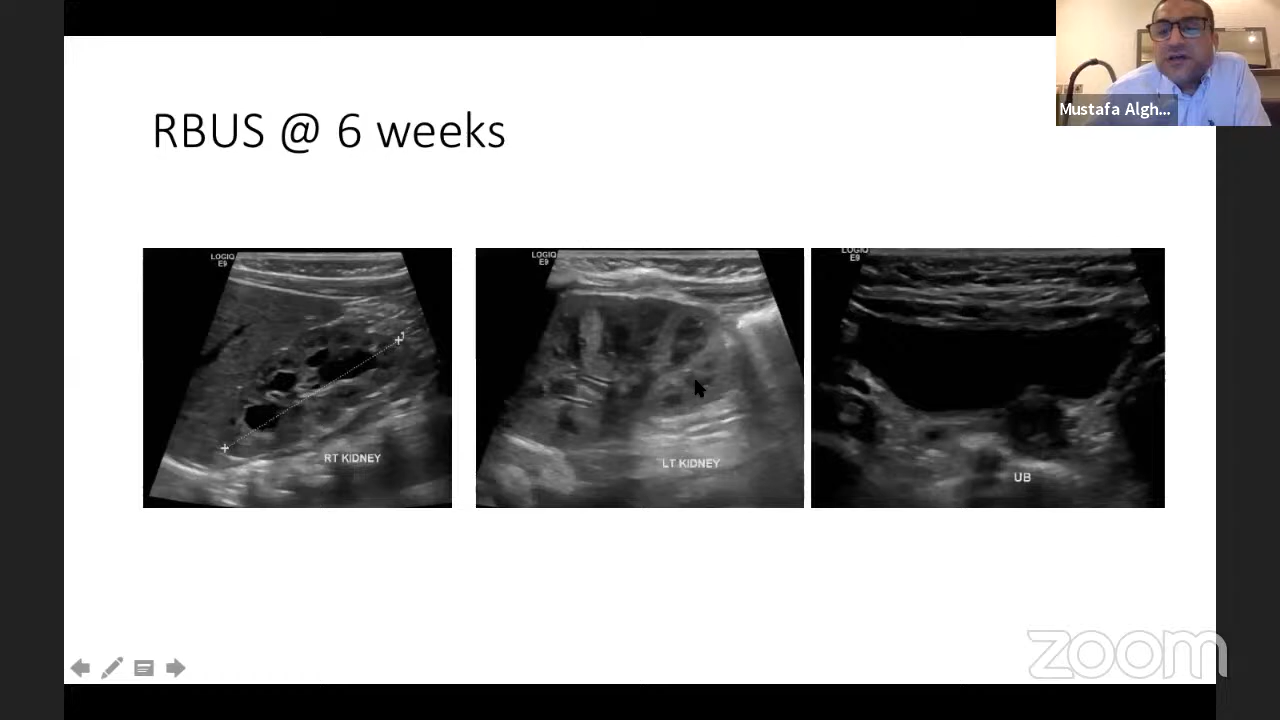 RBUS @ 6 weeks
Mustafa Algh...
LOGIQ
E9
RT KIDNEY
LOGIQ
E9
LT KIDNEY
LOGIQ
E9
UB
zoom